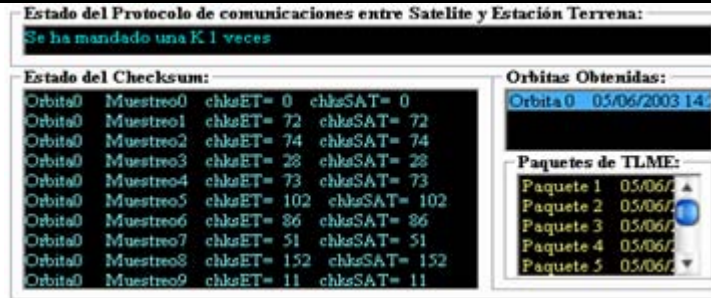 Estado del Protocolo de comunicaciones entre Satelite y Estación Terrena:
Se ha mandado una K 1 veces
Estado del Checksum:
Orbita0 Muestreo0 chksET= 0 chksSAT= 0
Orbita0 Muestreo1 chksET= 72 chksSAT= 72
Orbita0 Muestreo2 chksET= 74 chksSAT= 74
Orbita0 Muestreo3 chksET= 28 chksSAT= 28
Orbita0 Muestreo4 chksET= 73 chksSAT= 73
Orbita0 Muestreo5 chksET= 102 chksSAT= 102
Orbita0 Muestreo6 chksET= 86 chksSAT= 86
Orbita0 Muestreo7 chksET= 51 chksSAT= 51
Orbita0 Muestreo8 chksET= 152 chksSAT= 152
Orbita0 Muestreo9 chksET= 11 chksSAT= 11
Orbitas Obtenidas:
Orbita 0 05/06/2003 14:
Paquetes de TLME:
Paquete 1 05/06/
Paquete 2 05/06/
Paquete 3 05/06/
Paquete 4 05/06/
Paquete 5 05/06/